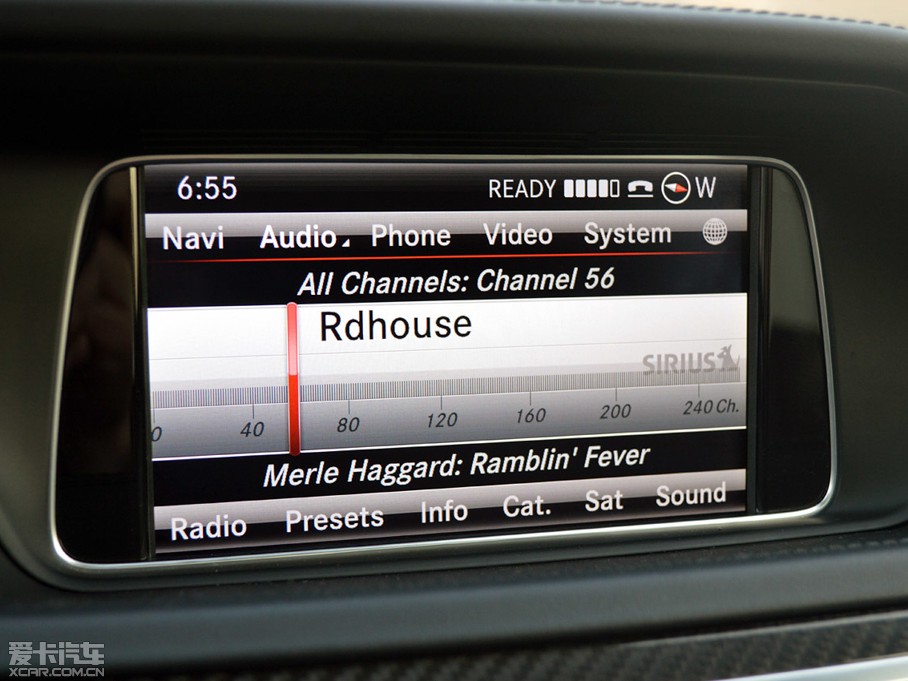 6:55 READY W
Navi Audio Phone Video System
All Channels: Channel 56
Rdhouse
SIRIUS
0 40 80 120 160 200 240 Ch.
Merle Haggard: Ramblin' Fever
Radio Presets Info Cat. Sat Sound
爱卡汽车
XCAR.COM.CN